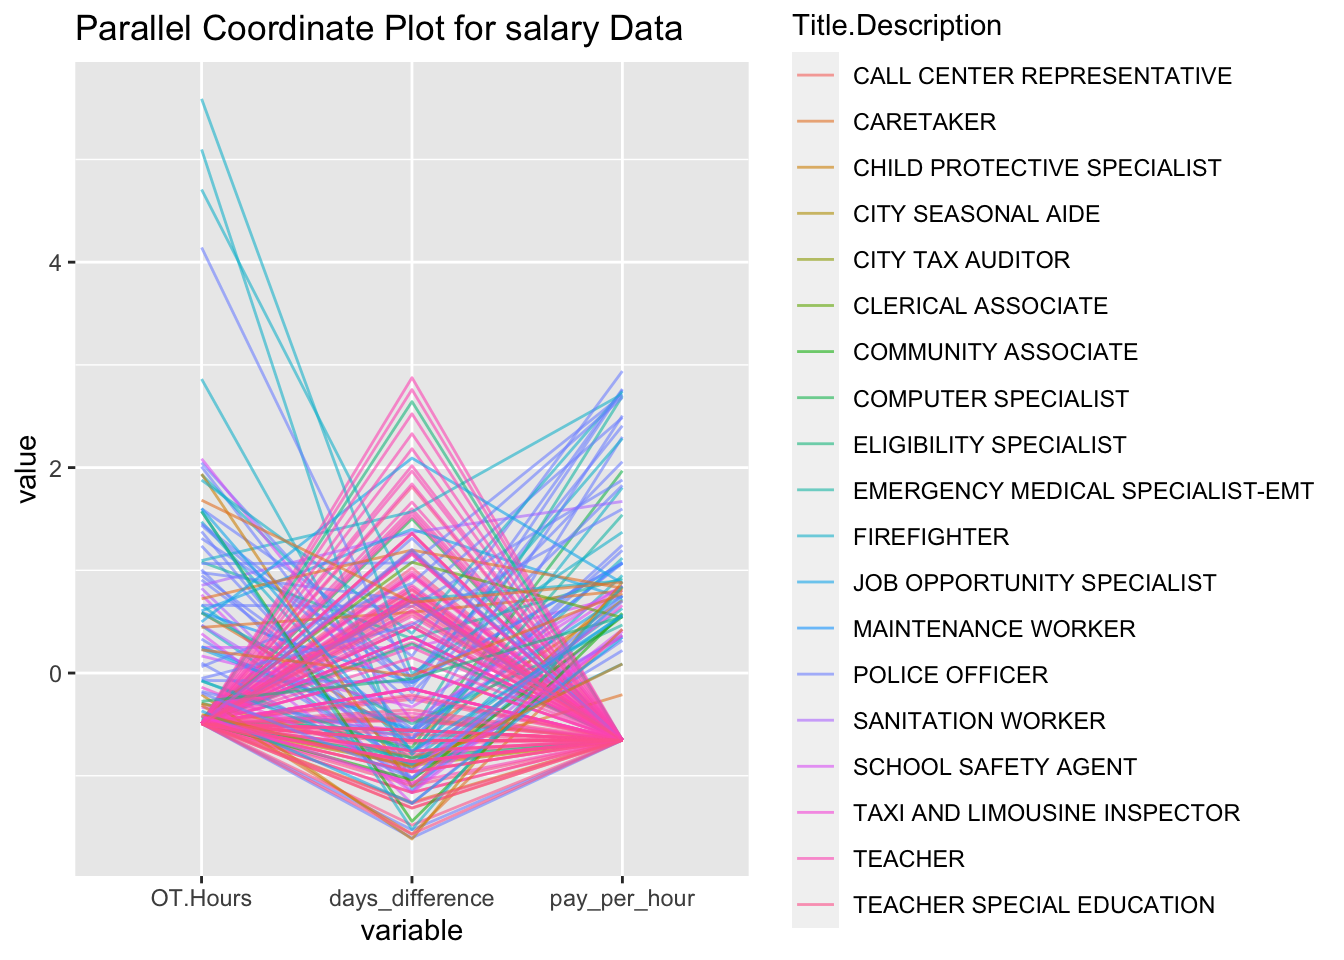 Parallel Coordinate Plot for salary Data
value
4
2
0
OT.Hours
days_difference
pay_per_hour
variable
Title.Description
CALL CENTER REPRESENTATIVE
CARETAKER
CHILD PROTECTIVE SPECIALIST
CITY SEASONAL AIDE
CITY TAX AUDITOR
CLERICAL ASSOCIATE
COMMUNITY ASSOCIATE
COMPUTER SPECIALIST
ELIGIBILITY SPECIALIST
EMERGENCY MEDICAL SPECIALIST-EMT
FIREFIGHTER
JOB OPPORTUNITY SPECIALIST
MAINTENANCE WORKER
POLICE OFFICER
SANITATION WORKER
SCHOOL SAFETY AGENT
TAXI AND LIMOUSINE INSPECTOR
TEACHER
TEACHER SPECIAL EDUCATION